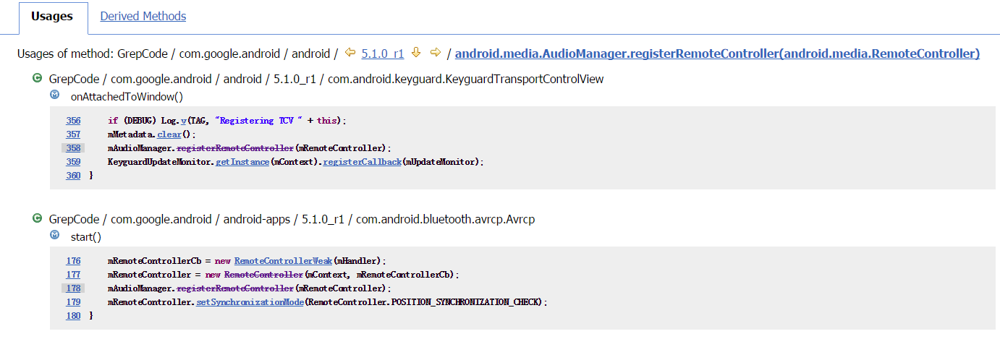 Usages Derived Methods
Usages of method: GrepCode / com.google.android / android / 5.1.0_r1 / android.media.AudioManager.registerRemoteController(android.media.RemoteController)
C GrepCode / com.google.android / android / 5.1.0_r1 / com.android.keyguard.KeyguardTransportControlView
M onAttachedToWindow()
356 if (DEBUG) Log.v(TAG, "Registering TCV " + this);
357 mMetadata.clear();
358 mAudioManager.registerRemoteController(mRemoteController);
359 KeyguardUpdateMonitor.getInstance(mContext).registerCallback(mUpdateMonitor);
360 }
C GrepCode / com.google.android / android-apps / 5.1.0_r1 / com.android.bluetooth.avrcp.Avrcp
M start()
176 mRemoteControllerCb = new RemoteControllerWeak(mHandler);
177 mRemoteController = new RemoteController(mContext, mRemoteControllerCb);
178 mAudioManager.registerRemoteController(mRemoteController);
179 mRemoteController.setSynchronizationMode(RemoteController.POSITION_SYNCHRONIZATION_CHECK);
180 }